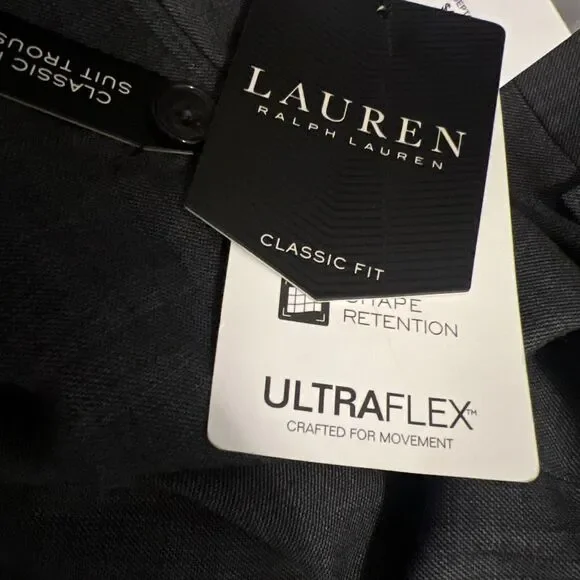 CLASSIC
SUIT TROUS
LAUREN
RALPH LAUREN
CLASSIC FIT
SHAPE
RETENTION
ULTRAFLEX™
CRAFTED FOR MOVEMENT